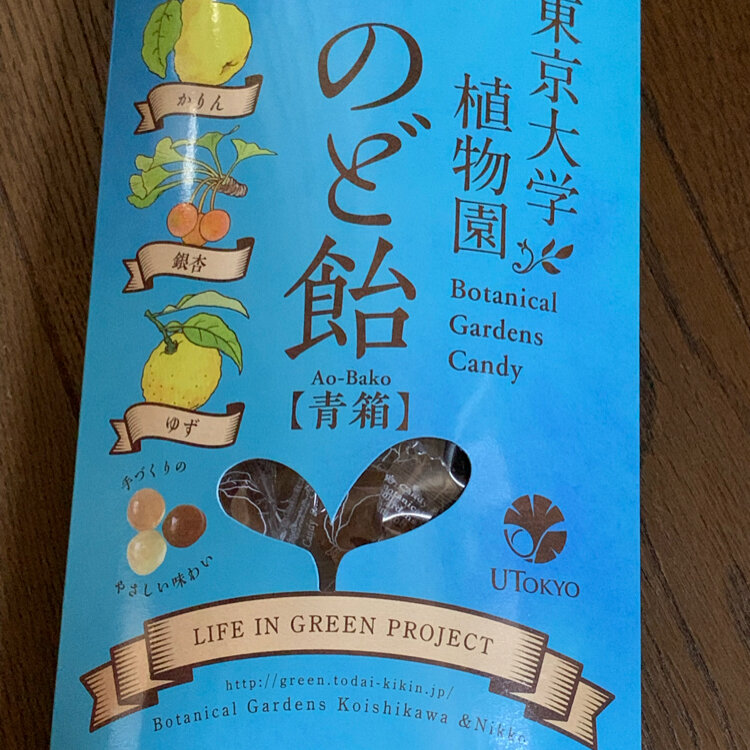 東京大学
植物園
Botanical
Gardens
Candy
のど飴
Ao-Bako
【青箱】
かりん
銀杏
ゆず
手づくりの
やさしい味わい
UTOKYO
LIFE IN GREEN PROJECT
http://green.todai-kikin.jp/
Botanical Gardens Koishikawa & Nikko